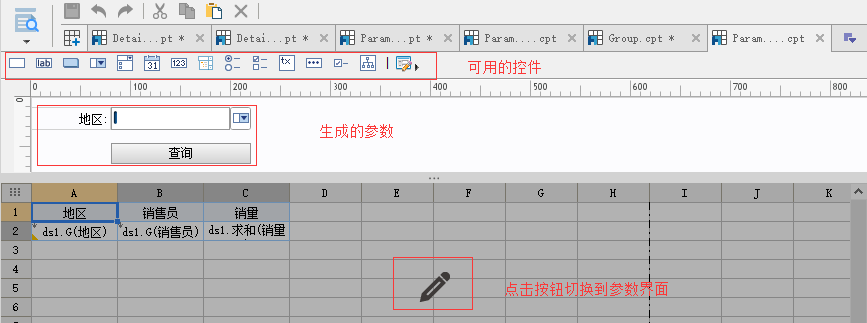 Detai...pt *
Detai...pt *
Param...pt *
Param....cpt
Group.cpt *
Param....cpt
lab 31 123 tx
可用的控件
0 100 200 300 400 500 600 700 800
0
地区:
生成的参数
查询
A B C D E F G H I J K
1 地区 销售员 销量
2 ds1.G(地区) ds1.G(销售员) ds1.求和(销量
3
4
5 点击按钮切换到参数界面
6